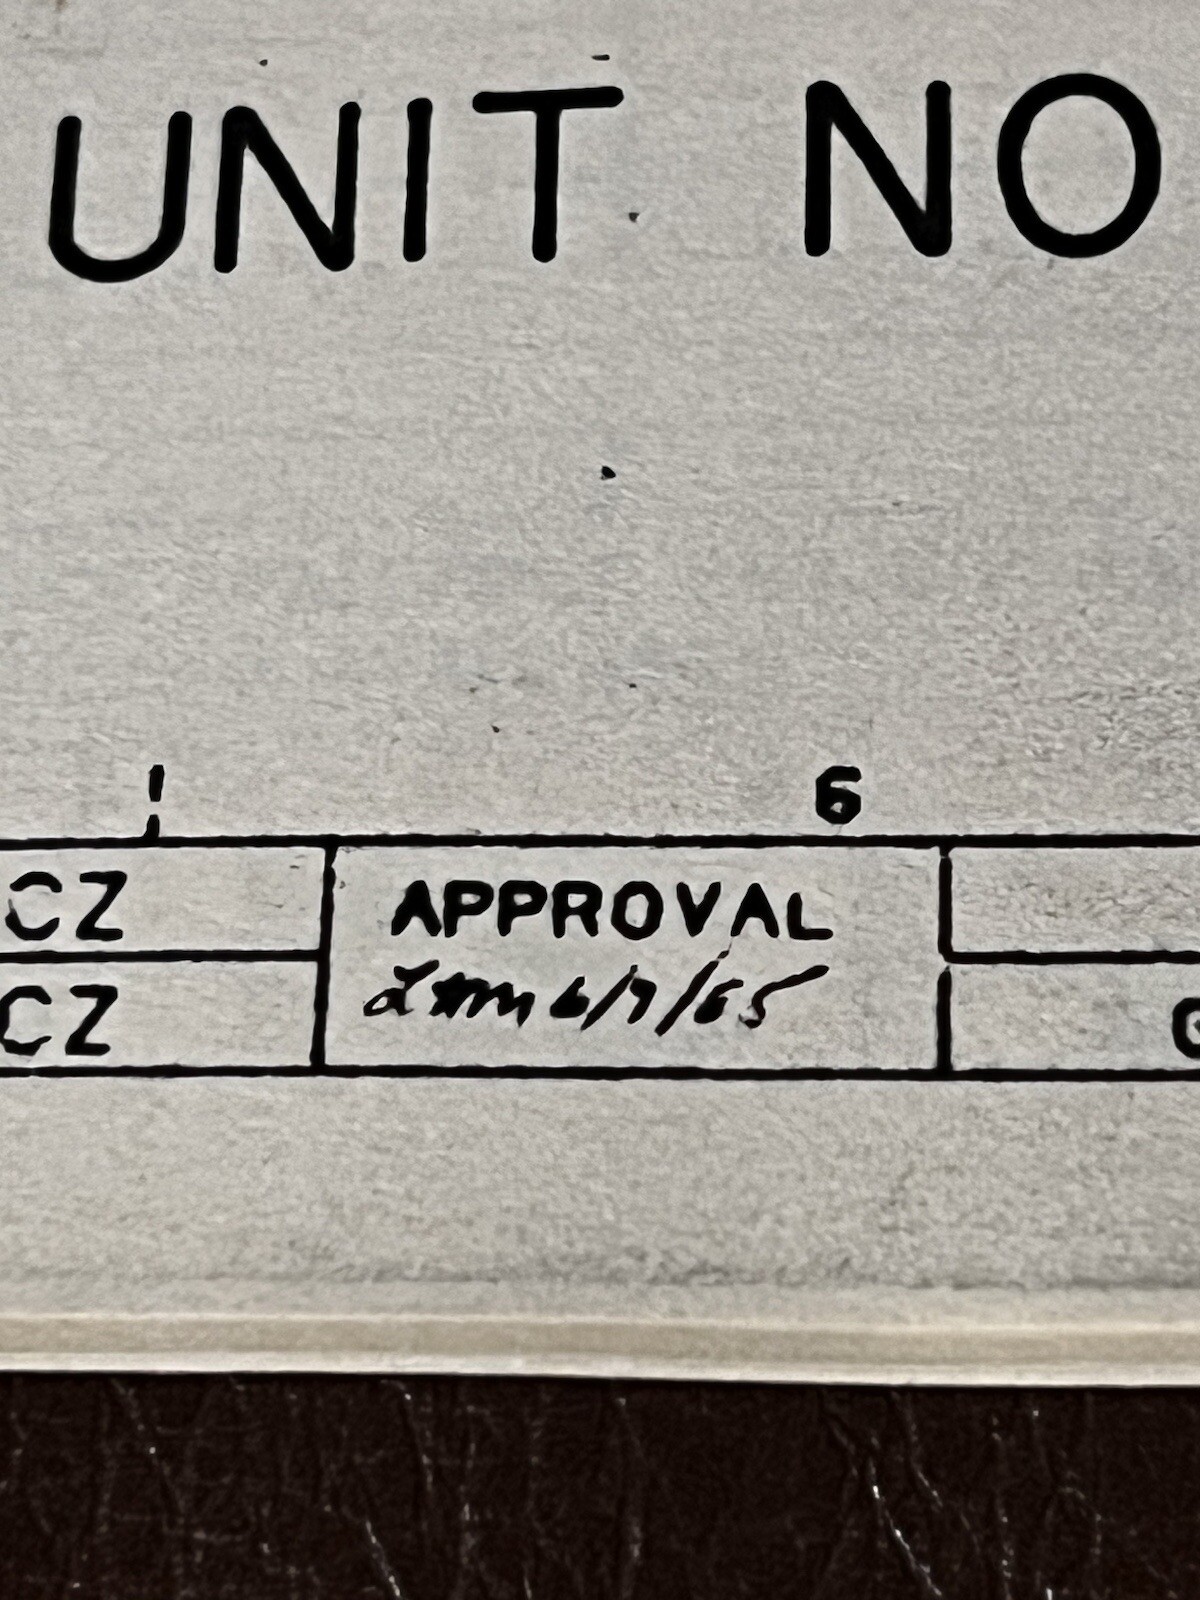 UNIT NO
6
CZ APPROVAL
6/7/65
CZ